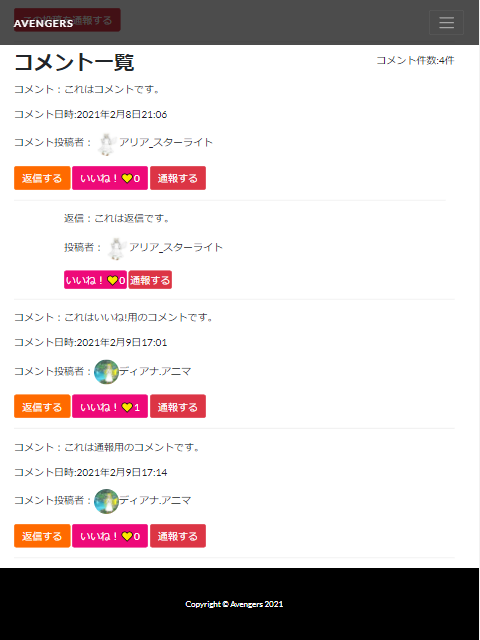 AVENGERS
この投稿を通報する
コメント一覧
コメント件数:4件
コメント：これはコメントです。
コメント日時:2021年2月8日21:06
コメント投稿者：アリア_スターライト
返信する いいね！💛0 通報する
返信：これは返信です。
投稿者：アリア_スターライト
いいね！💛0 通報する
コメント：これはいいね!用のコメントです。
コメント日時:2021年2月9日17:01
コメント投稿者：ディアナ.アニマ
返信する いいね！💛1 通報する
コメント：これは通報用のコメントです。
コメント日時:2021年2月9日17:14
コメント投稿者：ディアナ.アニマ
返信する いいね！💛0 通報する
Copyright © Avengers 2021